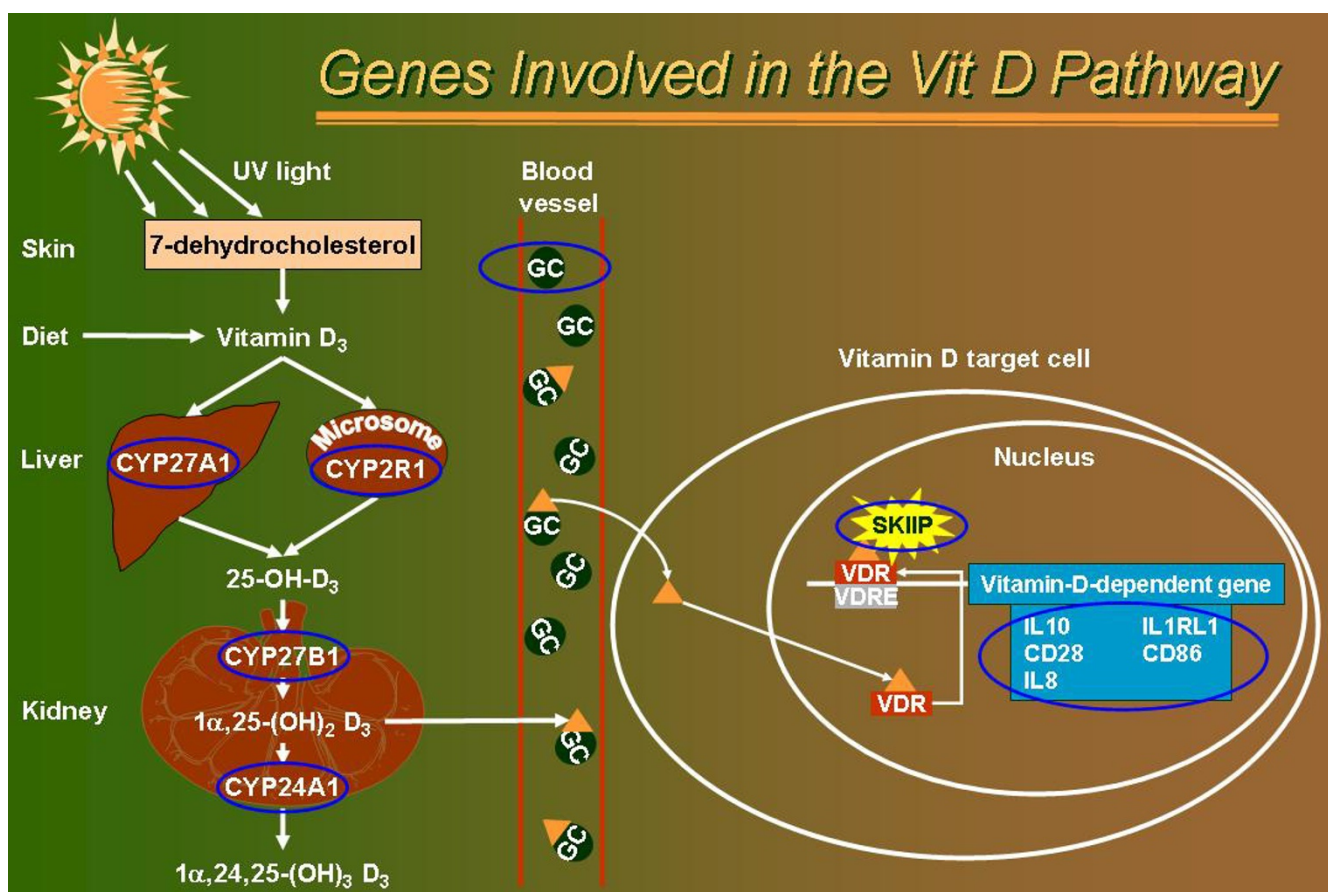 Genes Involved in the Vit D Pathway
UV light
Blood
vessel
Skin
7-dehydrocholesterol
GC
GC
Diet
Vitamin D₃
GC
Vitamin D target cell
Liver
CYP27A1
Microsome
CYP2R1
GC
Nucleus
GC
SKIIP
25-OH-D₃
GC
VDR
VDRE
Vitamin-D-dependent gene
IL10 IL1RL1
CD28 CD86
IL8
GC
CYP27B1
VDR
Kidney
1α,25-(OH)₂ D₃
GC
CYP24A1
GC
1α,24,25-(OH)₃ D₃